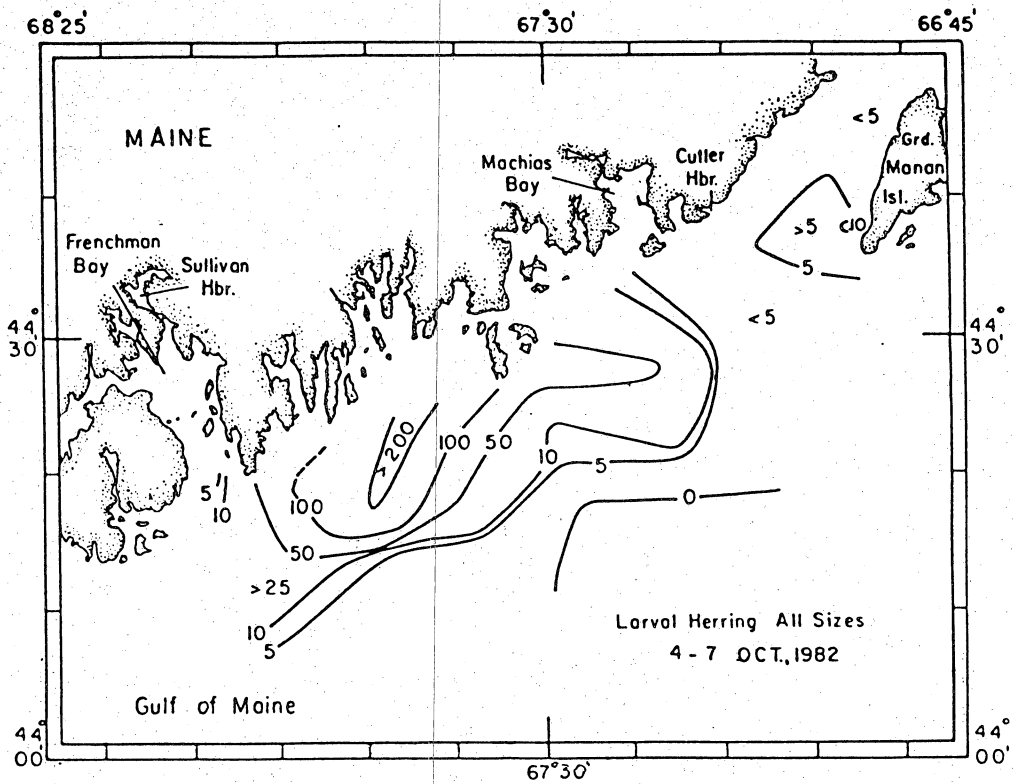 68°25'
67°30'
66°45'
MAINE
< 5
Grd.
Manan
Isl.
Machias
Bay
Cutler
Hbr.
>5
<10
5
Frenchman
Bay
Sullivan
Hbr.
44°
30'
< 5
44°
30'
> 200
100
50
10
5
100
5
10
0
50
>25
10
5
Larval Herring All Sizes
4 - 7 OCT., 1982
Gulf of Maine
44°
00'
44°
00'
67°30'